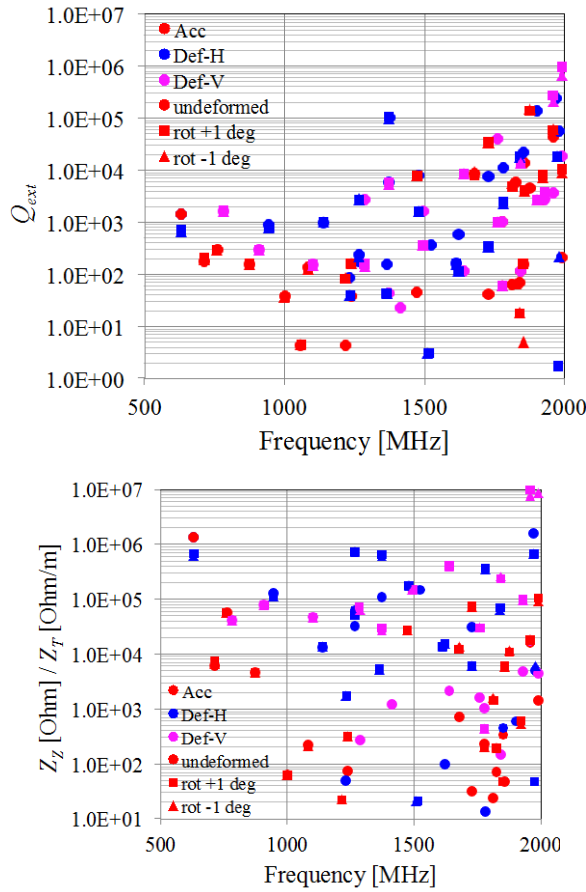 1.0E+07
1.0E+06
1.0E+05
1.0E+04
1.0E+03
1.0E+02
1.0E+01
1.0E+00
Q_ext
Acc
Def-H
Def-V
undeformed
rot +1 deg
rot -1 deg
500 1000 1500 2000
Frequency [MHz]
1.0E+07
1.0E+06
1.0E+05
1.0E+04
1.0E+03
1.0E+02
1.0E+01
Z_Z [Ohm] / Z_T [Ohm/m]
Acc
Def-H
Def-V
undeformed
rot +1 deg
rot -1 deg
500 1000 1500 2000
Frequency [MHz]